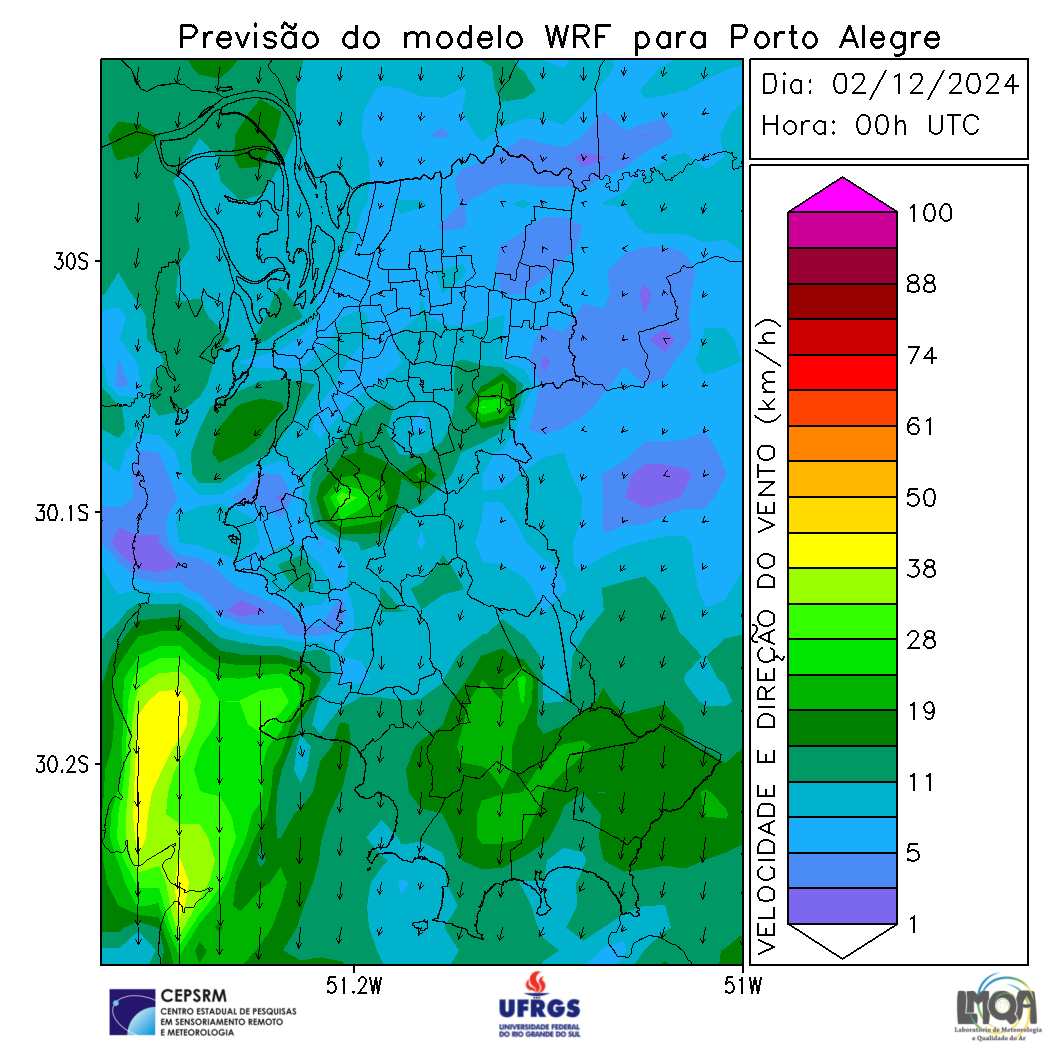 Previsão do modelo WRF para Porto Alegre
Dia: 02/12/2024
Hora: 00h UTC
30S
30.1S
30.2S
51.2W
51W
VELOCIDADE E DIREÇÃO DO VENTO (km/h)
100
88
74
61
50
38
28
19
11
5
1
CEPSRM
CENTRO ESTADUAL DE PESQUISAS
EM SENSORIAMENTO REMOTO
E METEOROLOGIA
UFRGS
UNIVERSIDADE FEDERAL
DO RIO GRANDE DO SUL
LMQA
Laboratório de Meteorologia
e Qualidade do Ar